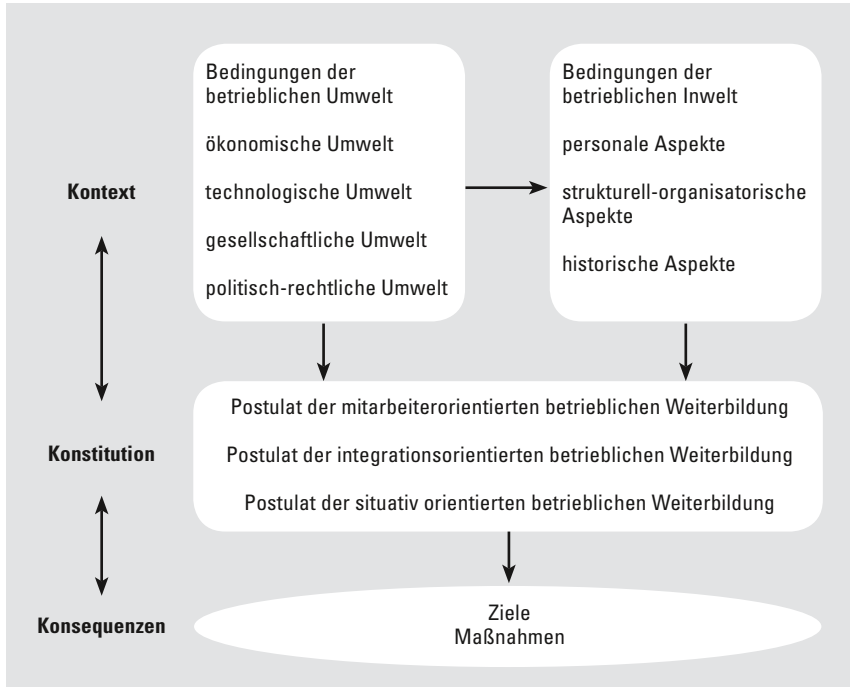 Kontext
Bedingungen der
betrieblichen Umwelt
ökonomische Umwelt
technologische Umwelt
gesellschaftliche Umwelt
politisch-rechtliche Umwelt
Bedingungen der
betrieblichen Inwelt
personale Aspekte
strukturell-organisatorische
Aspekte
historische Aspekte
Konstitution
Postulat der mitarbeiterorientierten betrieblichen Weiterbildung
Postulat der integrationsorientierten betrieblichen Weiterbildung
Postulat der situativ orientierten betrieblichen Weiterbildung
Konsequenzen
Ziele
Maßnahmen